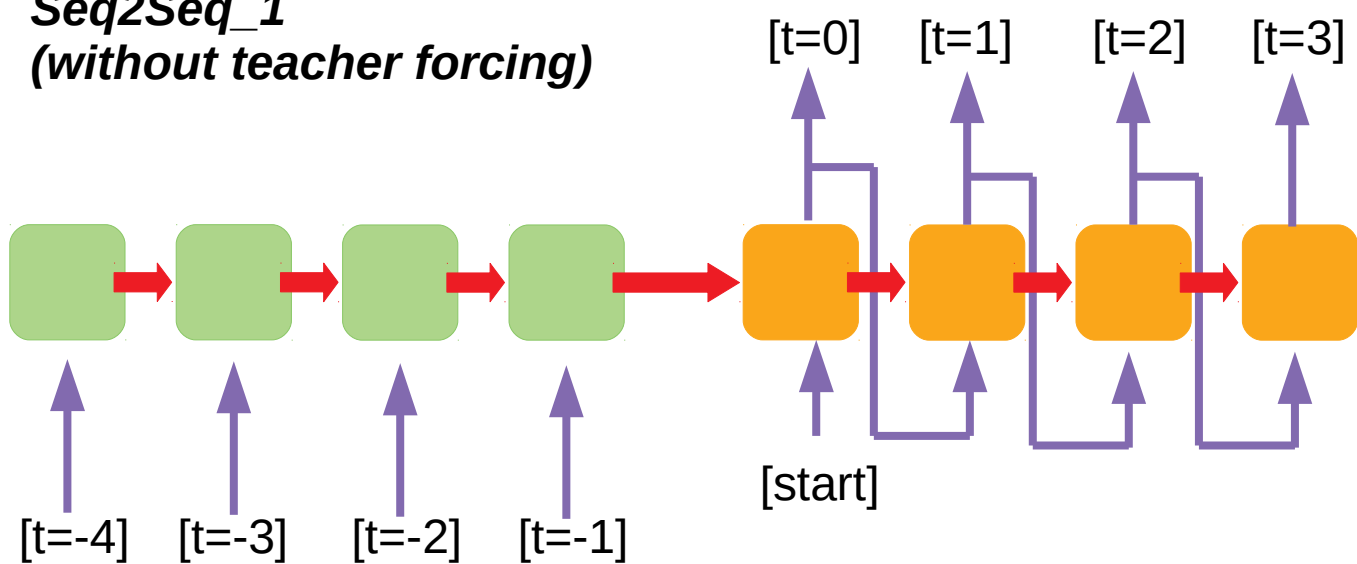 Seq2Seq_1
(without teacher forcing)
[t=0] [t=1] [t=2] [t=3]
[start]
[t=-4] [t=-3] [t=-2] [t=-1]